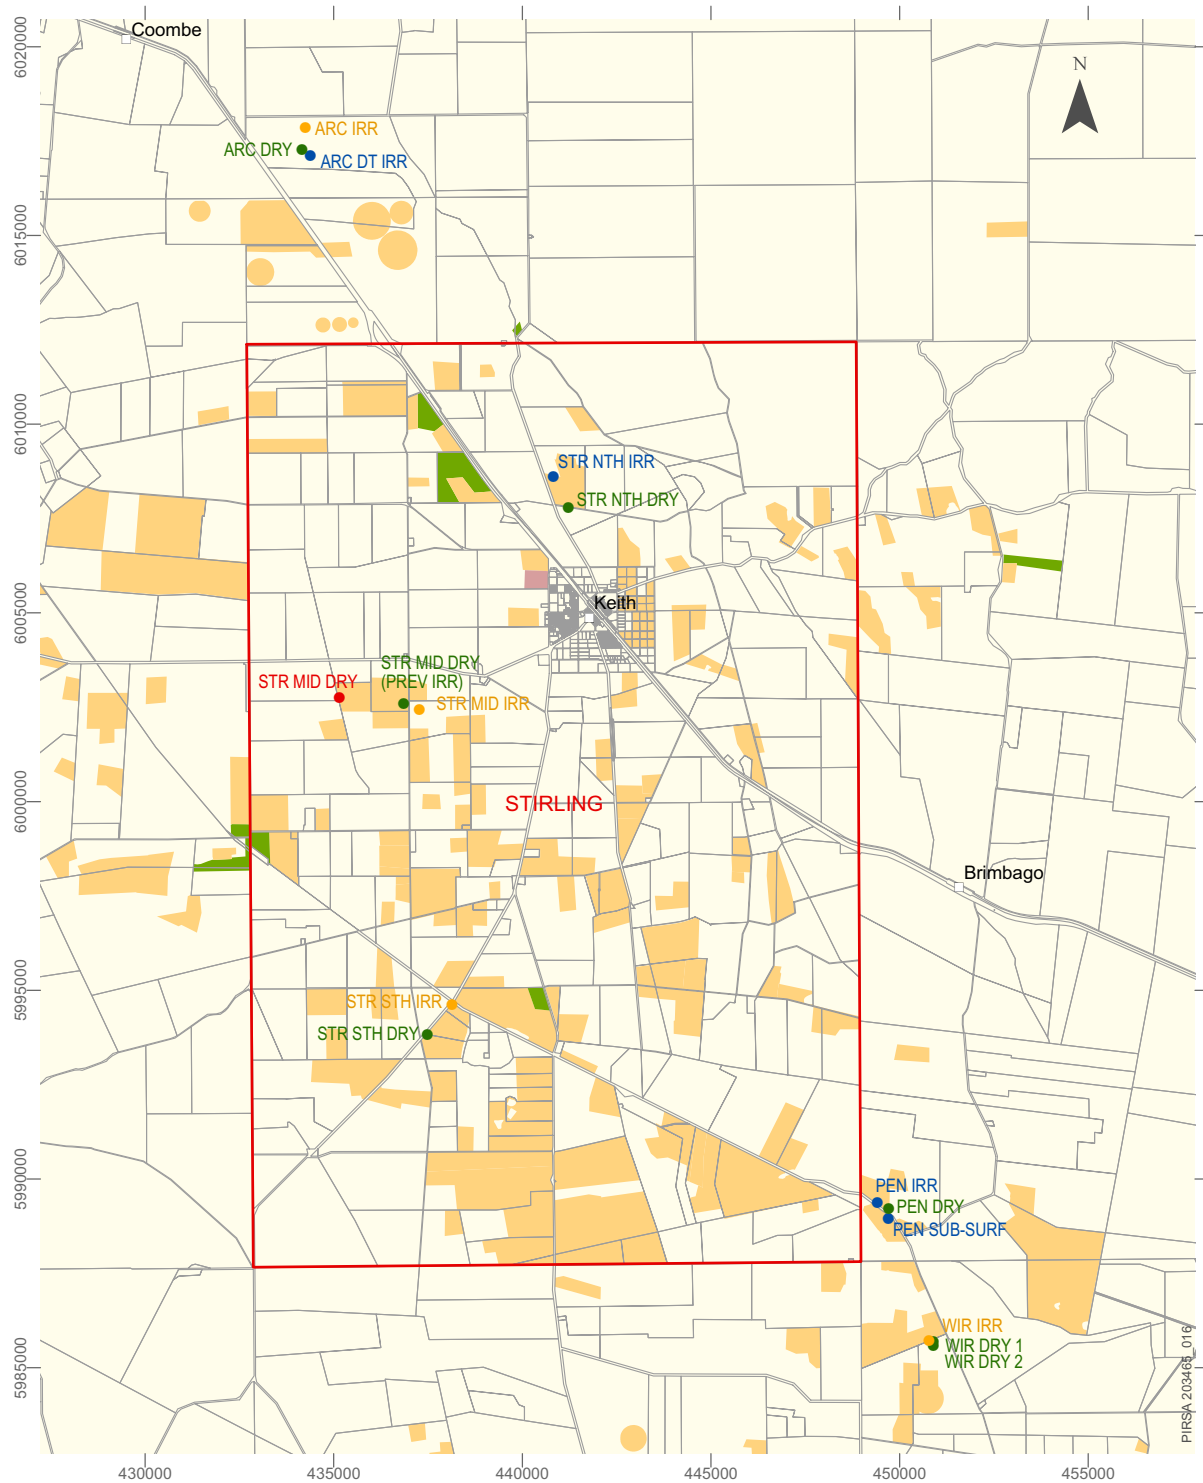 Coombe
N
ARC IRR
ARC DRY
ARC DT IRR
STR NTH IRR
STR NTH DRY
Keith
STR MID DRY
(PREV IRR)
STR MID DRY
STR MID IRR
STIRLING
Brimbago
STR STH IRR
STR STH DRY
PEN IRR
PEN DRY
PEN SUB-SURF
WIR IRR
WIR DRY 1
WIR DRY 2
6020000
6015000
6010000
6005000
6000000
5995000
5990000
5985000
430000
435000
440000
445000
450000
455000
PIRSA 203465_016